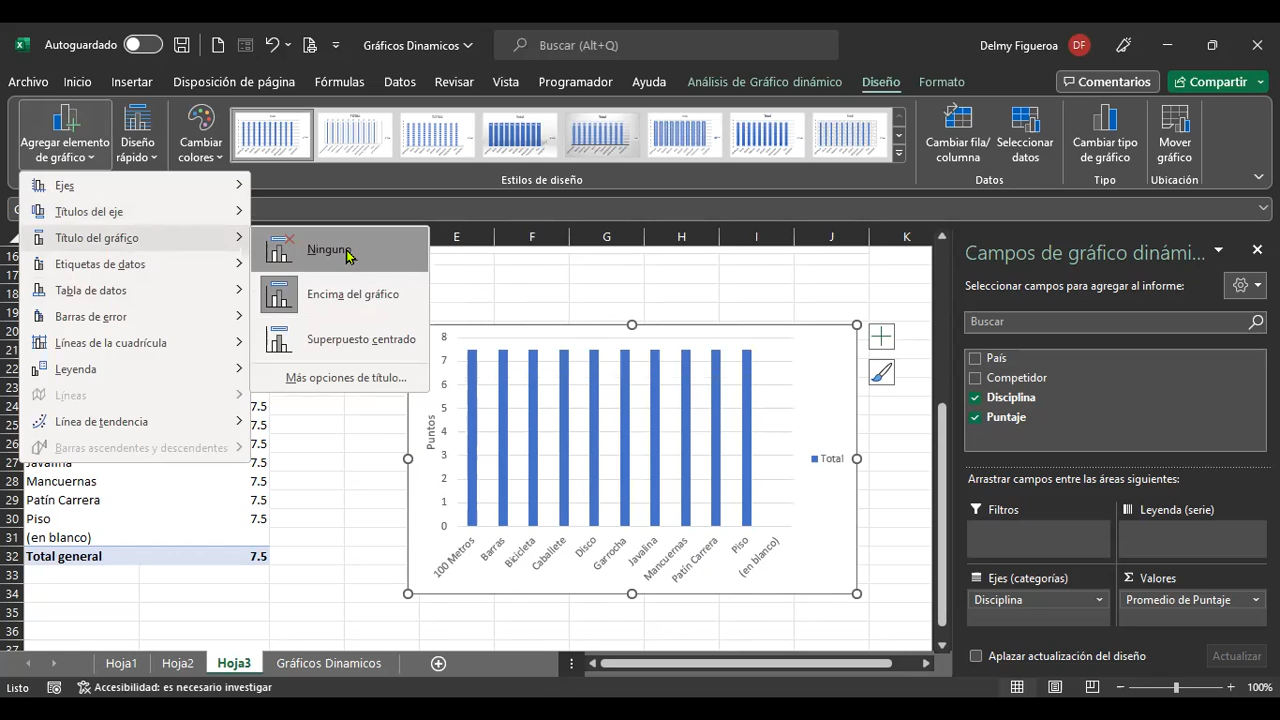 Autoguardado
Gráficos Dinamicos
Buscar (Alt+Q)
Delmy Figueroa
DF
Archivo
Inicio
Insertar
Disposición de página
Fórmulas
Datos
Revisar
Vista
Programador
Ayuda
Análisis de Gráfico dinámico
Diseño
Formato
Comentarios
Compartir
Agregar elemento
de gráfico
Diseño
rápido
Cambiar
colores
Cambiar fila/
columna
Seleccionar
datos
Cambiar tipo
de gráfico
Mover
gráfico
Estilos de diseño
Datos
Tipo
Ubicación
Ejes
Títulos del eje
Título del gráfico
Etiquetas de datos
Tabla de datos
Barras de error
Líneas de la cuadrícula
Leyenda
Líneas
Línea de tendencia
Barras ascendentes y descendentes
Ninguno
Encima del gráfico
Superpuesto centrado
Más opciones de título...
E F G H I J K
16
17
18
19
20
21
24 7.5
25 7.5
26 7.5
27 Javalina 7.5
28 Mancuernas 7.5
29 Patín Carrera 7.5
30 Piso 7.5
31 (en blanco)
32 Total general 7.5
33
34
35
36
37
8
7
6
5
4
3
2
1
0
Puntos
100 Metros
Barras
Bicicleta
Caballete
Disco
Garrocha
Javalina
Mancuernas
Patín Carrera
Piso
(en blanco)
Total
Campos de gráfico dinámi...
Seleccionar campos para agregar al informe:
Buscar
País
Competidor
Disciplina
Puntaje
Arrastrar campos entre las áreas siguientes:
Filtros
Leyenda (serie)
Ejes (categorías)
Valores
Disciplina
Promedio de Puntaje
Aplazar actualización del diseño
Actualizar
Hoja1
Hoja2
Hoja3
Gráficos Dinamicos
Listo
Accesibilidad: es necesario investigar
100%